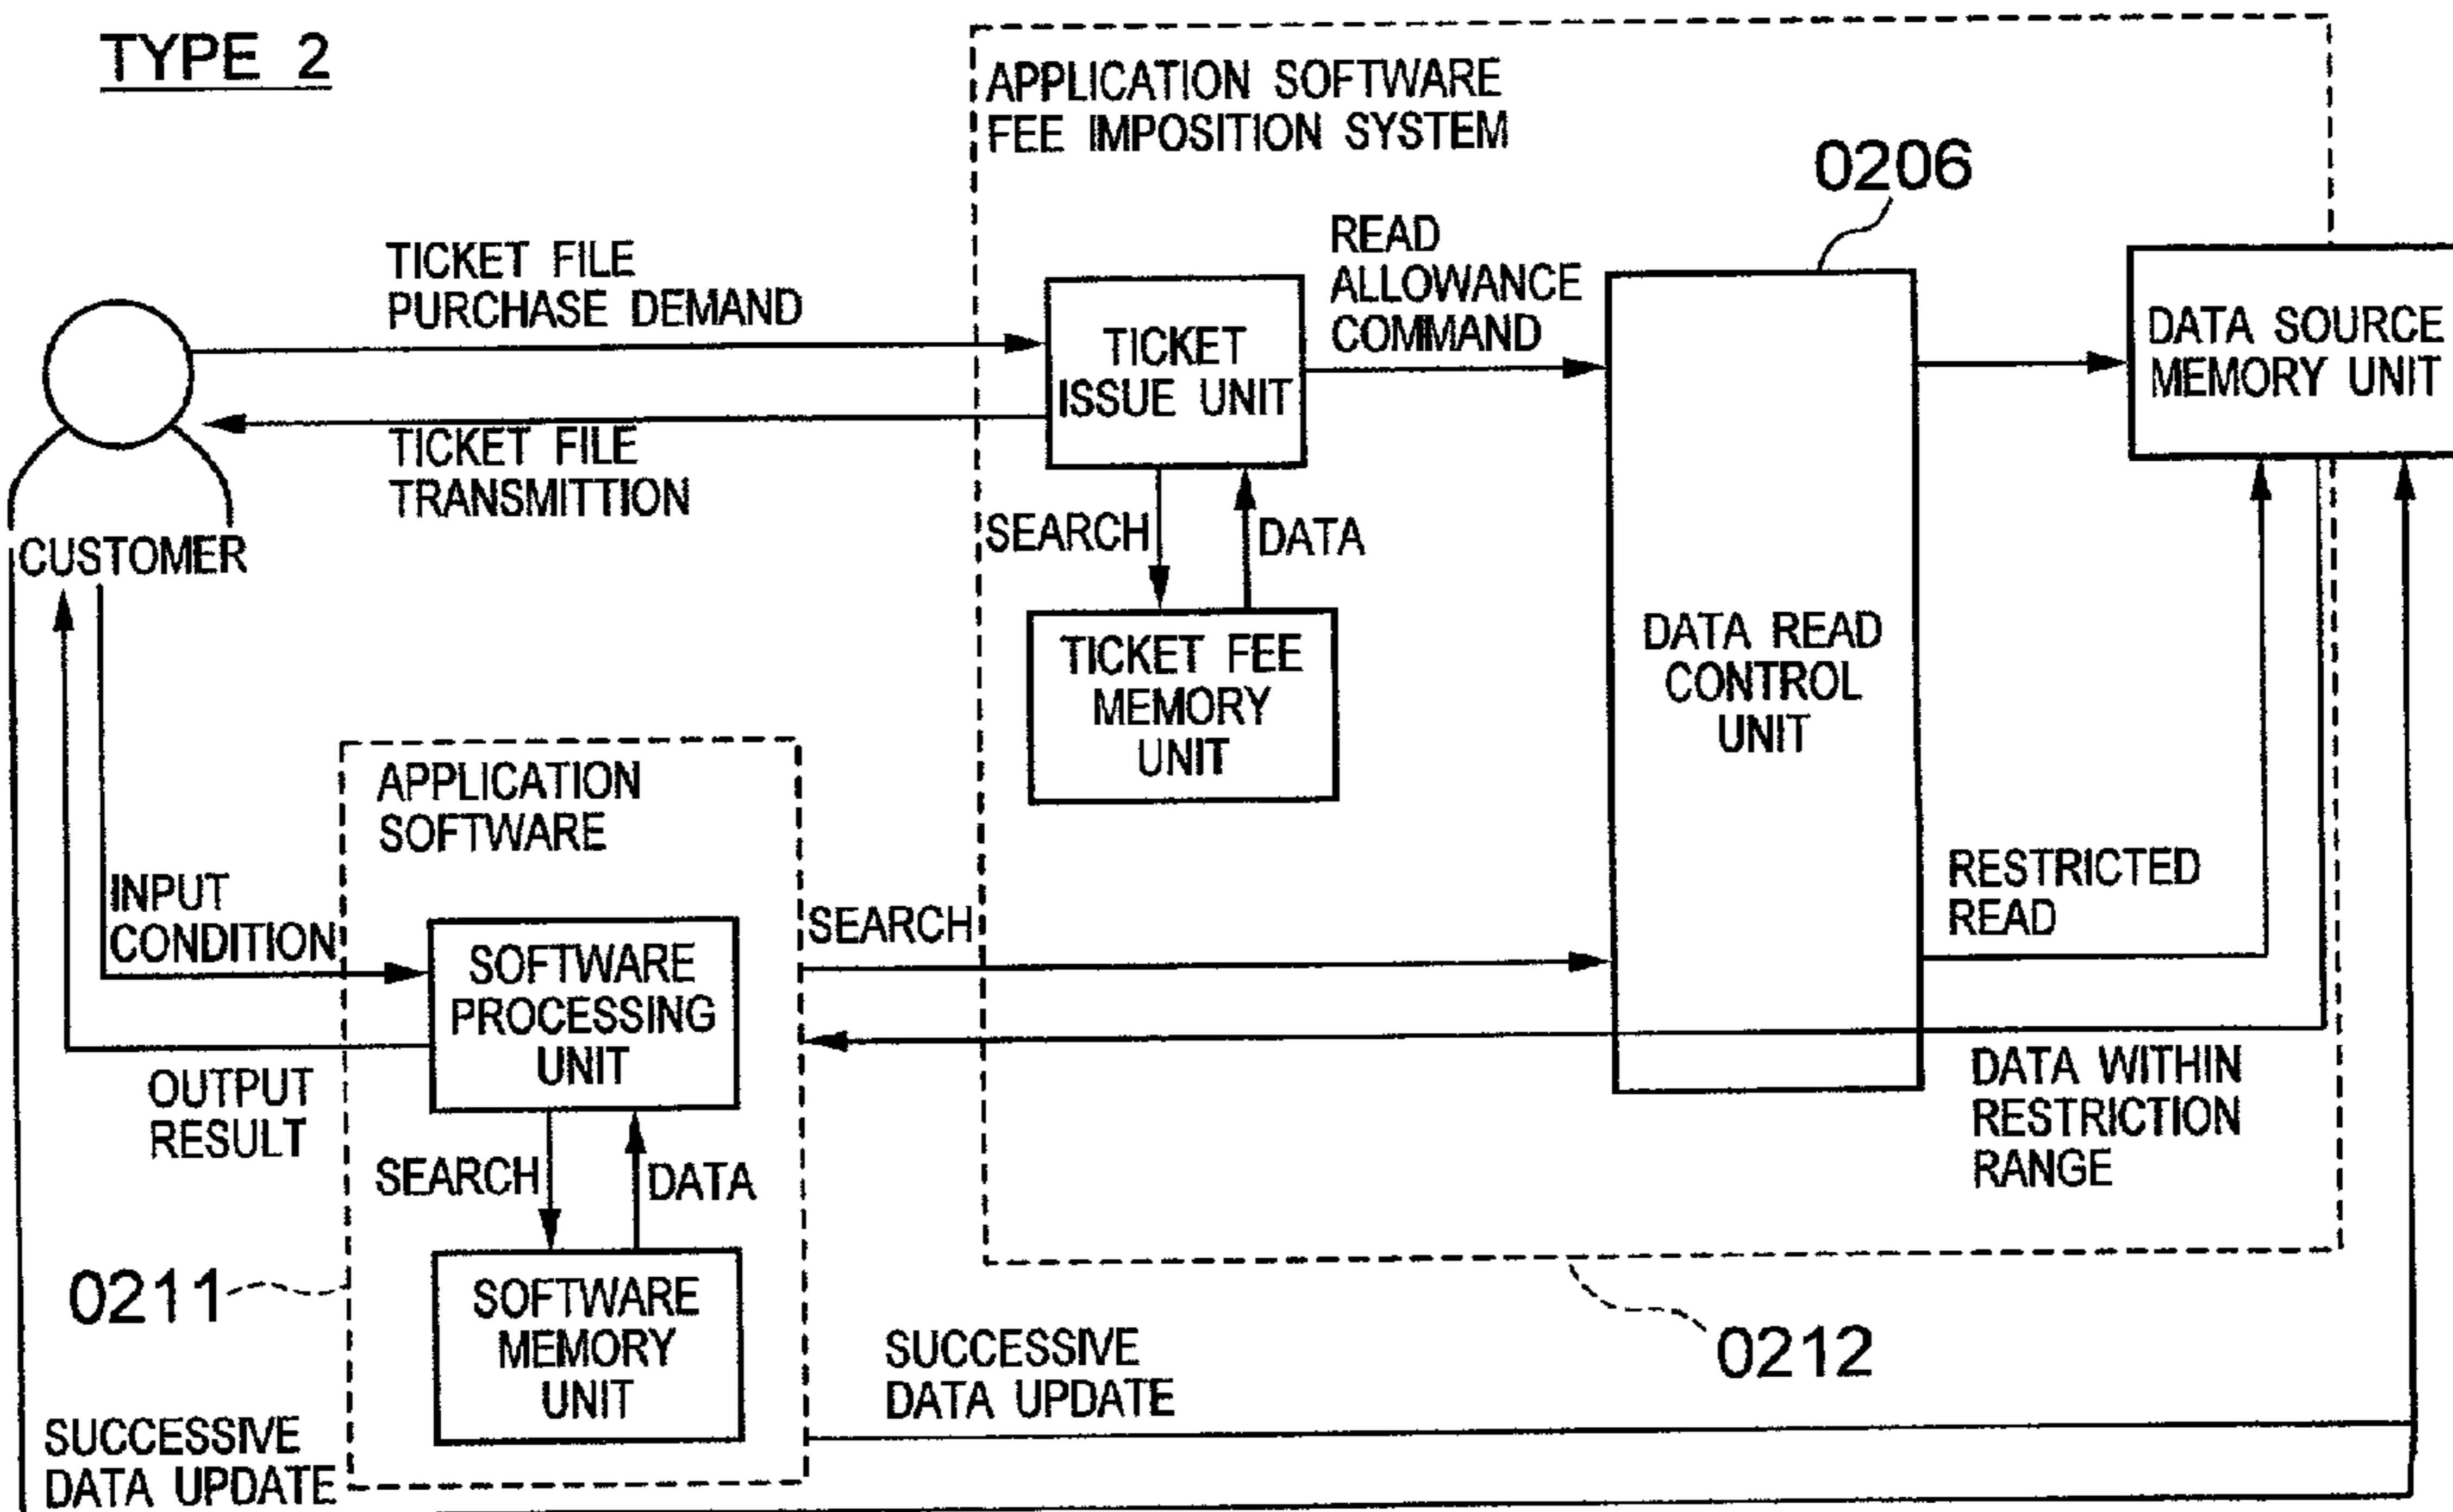 TYPE 2
APPLICATION SOFTWARE
FEE IMPOSITION SYSTEM
0206
TICKET FILE
PURCHASE DEMAND
READ
ALLOWANCE
COMMAND
TICKET
ISSUE UNIT
DATA SOURCE
MEMORY UNIT
TICKET FILE
TRANSMITTION
CUSTOMER
SEARCH
DATA
TICKET FEE
MEMORY
UNIT
DATA READ
CONTROL
UNIT
APPLICATION
SOFTWARE
INPUT
CONDITION
SOFTWARE
PROCESSING
UNIT
SEARCH
RESTRICTED
READ
OUTPUT
RESULT
DATA WITHIN
RESTRICTION
RANGE
SEARCH
DATA
0211
SOFTWARE
MEMORY
UNIT
0212
SUCCESSIVE
DATA UPDATE
SUCCESSIVE
DATA UPDATE